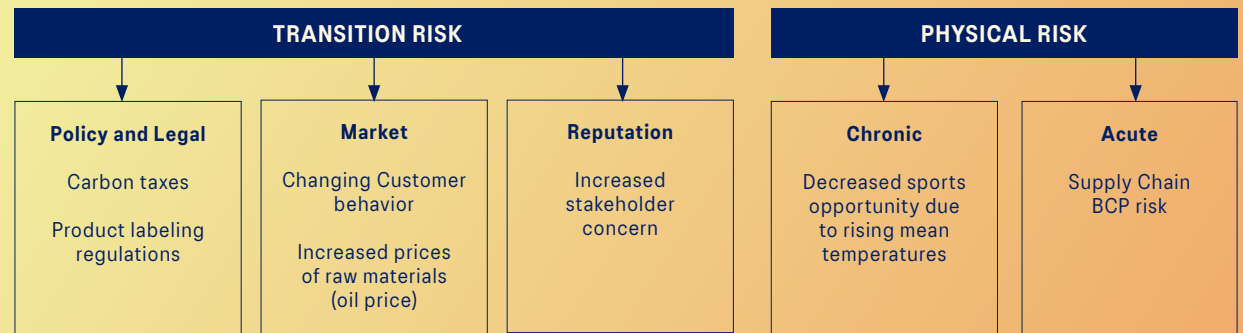 TRANSITION RISK
PHYSICAL RISK
Policy and Legal
Carbon taxes
Product labeling
regulations
Market
Changing Customer
behavior
Increased prices
of raw materials
(oil price)
Reputation
Increased
stakeholder
concern
Chronic
Decreased sports
opportunity due
to rising mean
temperatures
Acute
Supply Chain
BCP risk